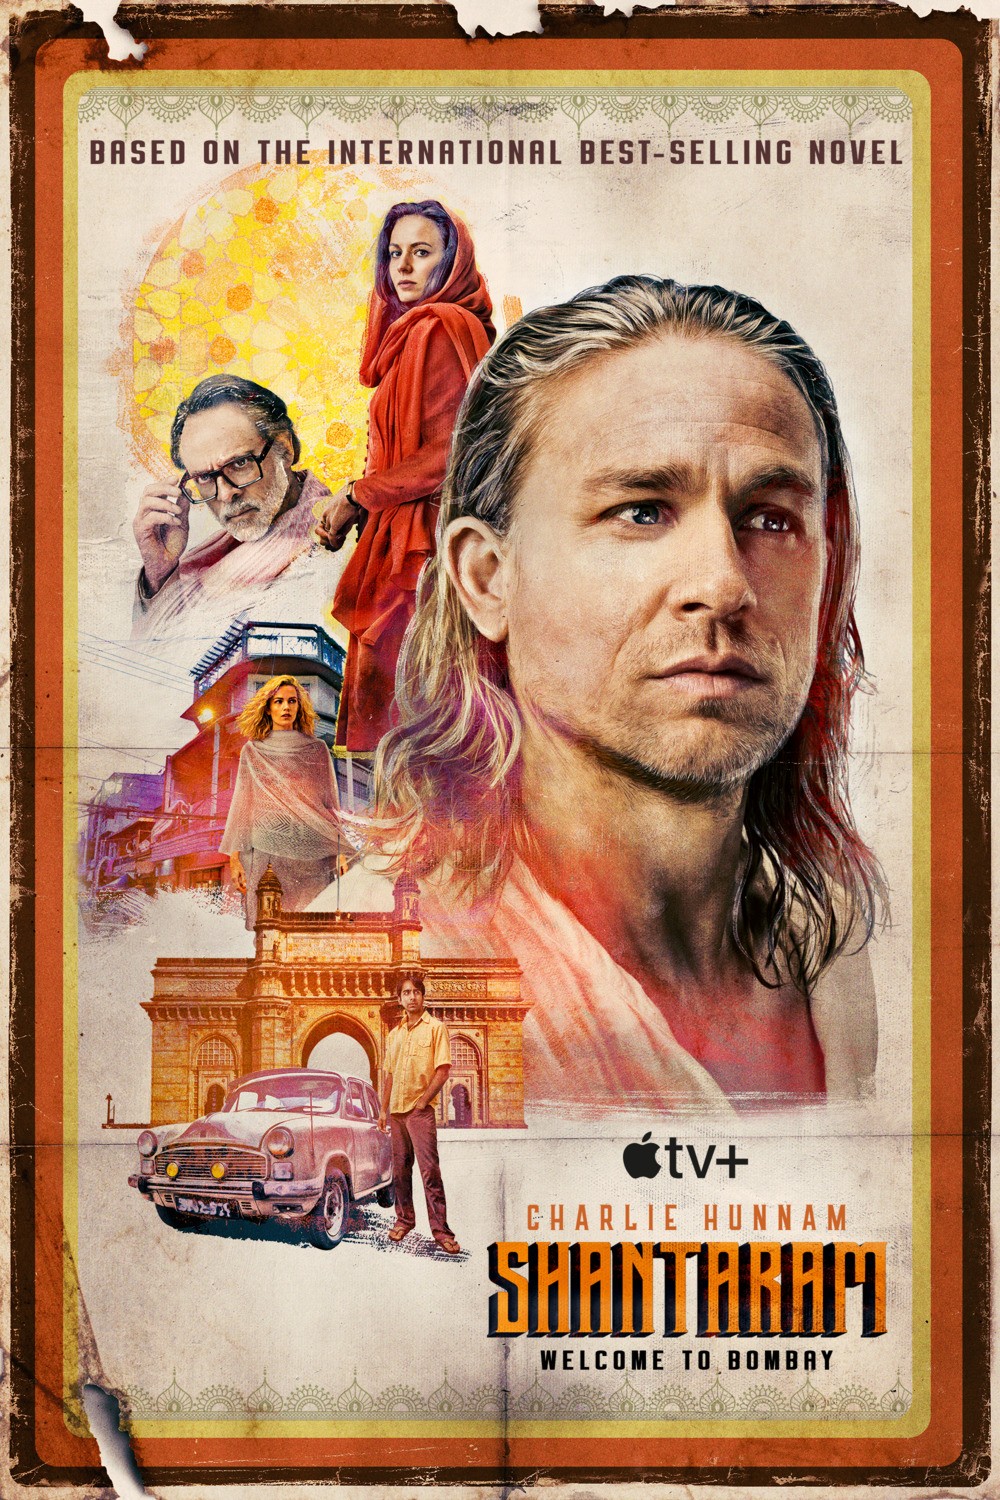 BASED ON THE INTERNATIONAL BEST-SELLING NOVEL
tv+
CHARLIE HUNNAM
SHANTARAM
WELCOME TO BOMBAY